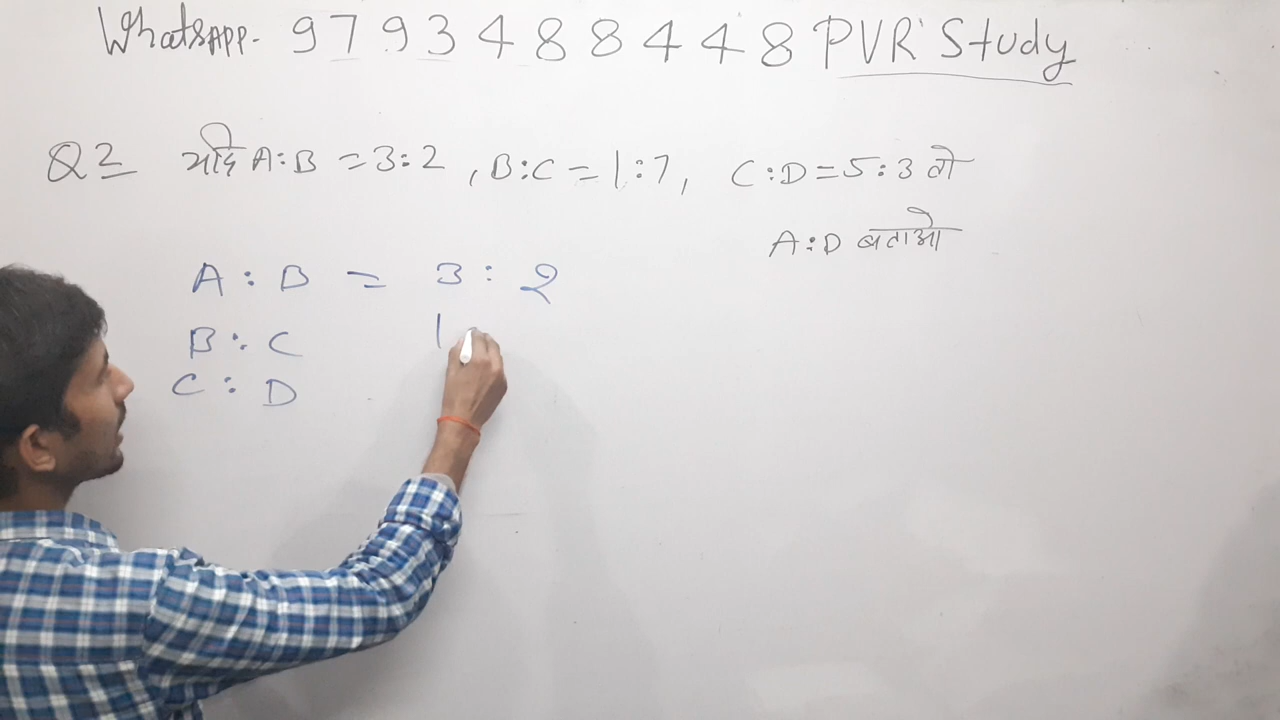 WhatsAPP. 9793488448 PVR Study
Q2 यदि A:B = 3:2, B:C = 1:7, C:D = 5:3 तो
A:D बताओ
A : B = 3 : 2
B : C 1
C : D